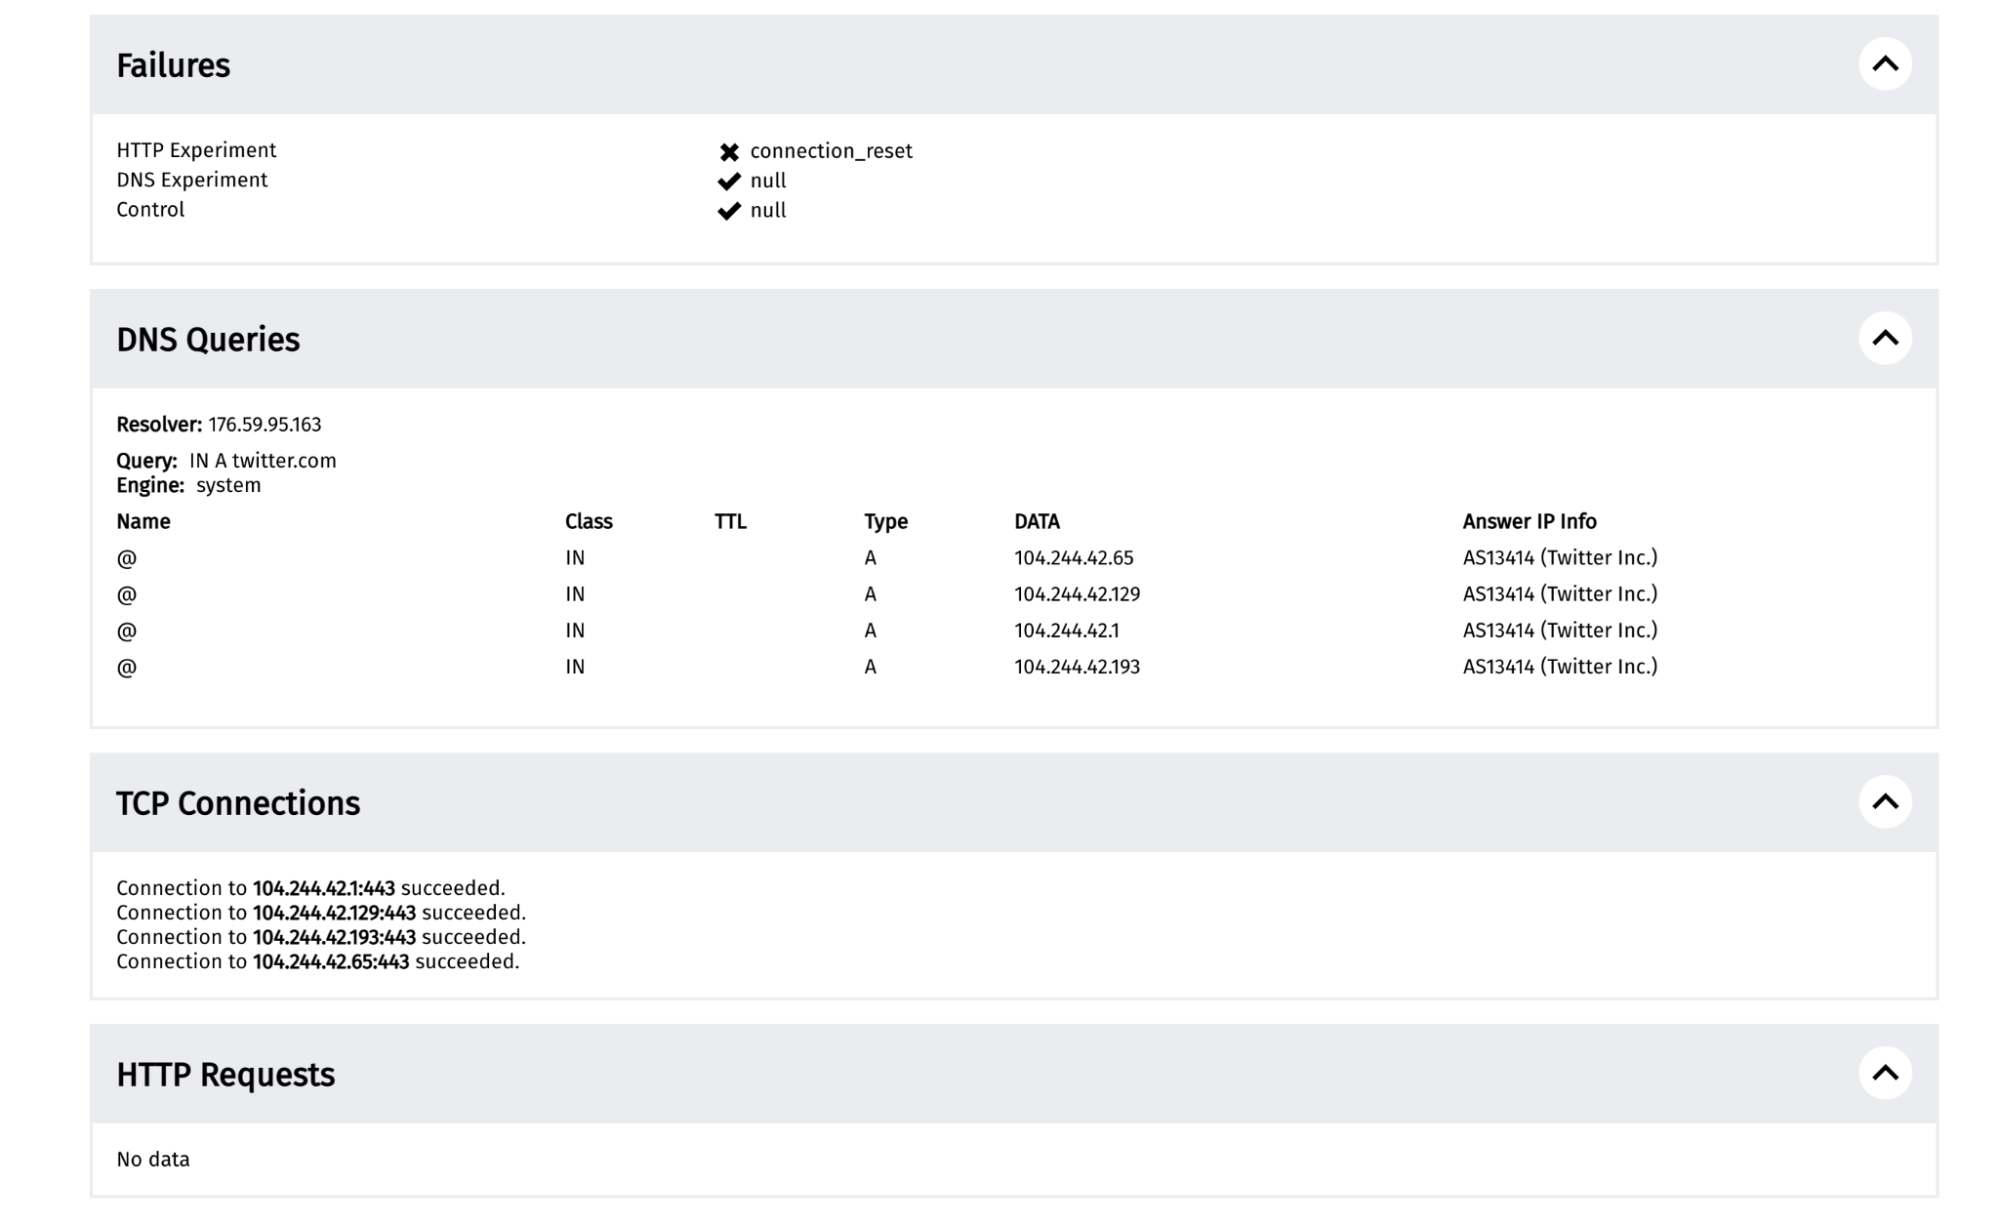 Failures
HTTP Experiment ✖ connection_reset
DNS Experiment ✔ null
Control ✔ null
DNS Queries
Resolver: 176.59.95.163
Query: IN A twitter.com
Engine: system
Name Class TTL Type DATA Answer IP Info
@ IN A 104.244.42.65 AS13414 (Twitter Inc.)
@ IN A 104.244.42.129 AS13414 (Twitter Inc.)
@ IN A 104.244.42.1 AS13414 (Twitter Inc.)
@ IN A 104.244.42.193 AS13414 (Twitter Inc.)
TCP Connections
Connection to 104.244.42.1:443 succeeded.
Connection to 104.244.42.129:443 succeeded.
Connection to 104.244.42.193:443 succeeded.
Connection to 104.244.42.65:443 succeeded.
HTTP Requests
No data